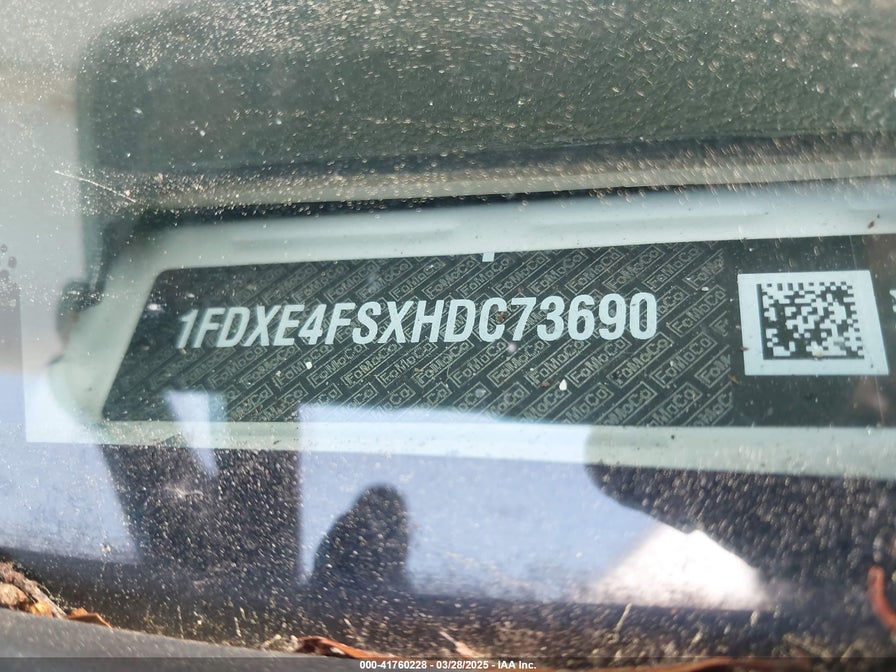 1FDXE4FSXHDC73690
000-41760228 - 03/28/2025 - IAA Inc.